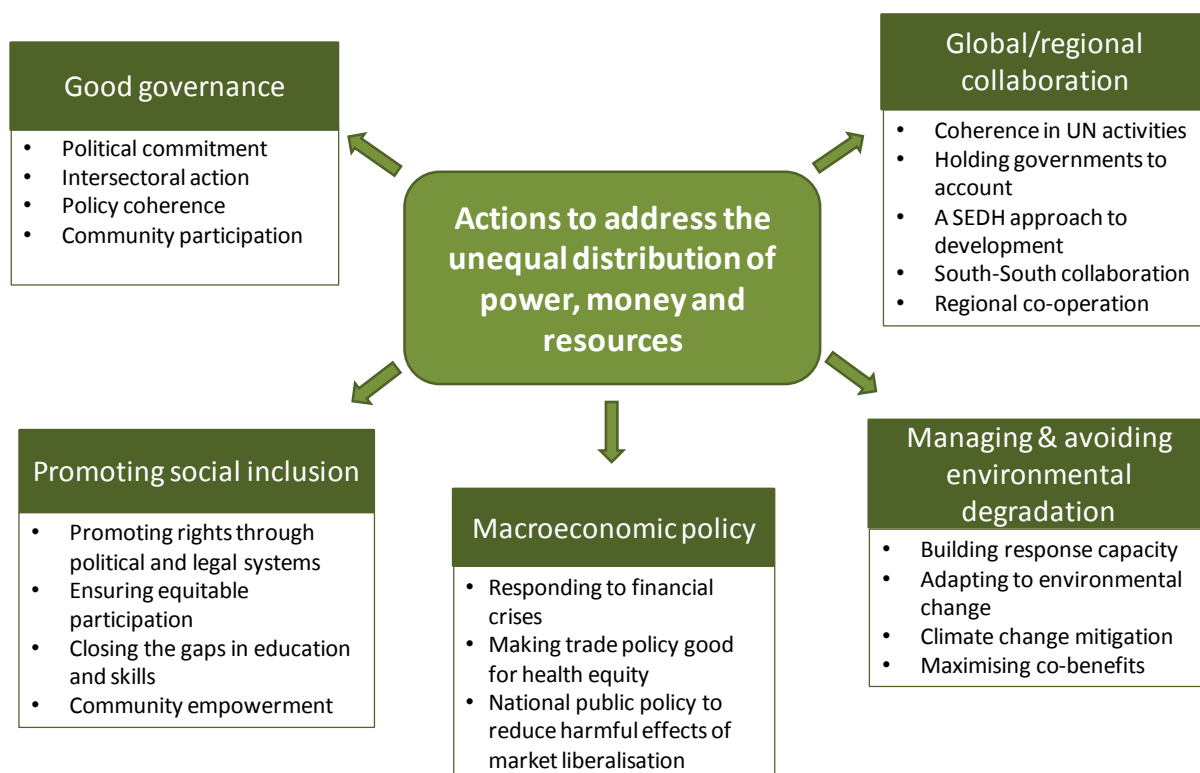 Good governance
• Political commitment
• Intersectoral action
• Policy coherence
• Community participation
Global/regional
collaboration
• Coherence in UN activities
• Holding governments to
account
• A SEDH approach to
development
• South-South collaboration
• Regional co-operation
Actions to address the
unequal distribution of
power, money and
resources
Promoting social inclusion
• Promoting rights through
political and legal systems
• Ensuring equitable
participation
• Closing the gaps in education
and skills
• Community empowerment
Macroeconomic policy
• Responding to financial
crises
• Making trade policy good
for health equity
• National public policy to
reduce harmful effects of
market liberalisation
Managing & avoiding
environmental
degradation
• Building response capacity
• Adapting to environmental
change
• Climate change mitigation
• Maximising co-benefits